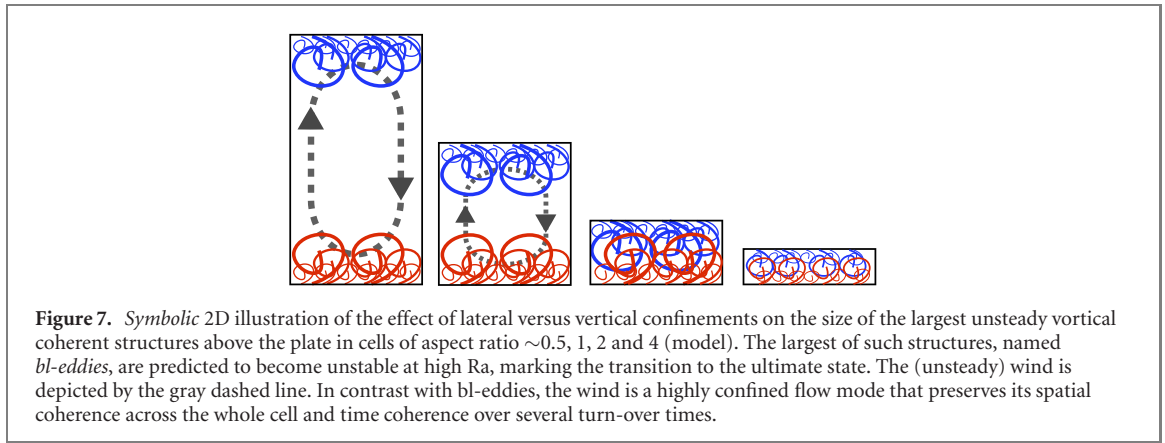 Figure 7. Symbolic 2D illustration of the effect of lateral versus vertical confinements on the size of the largest unsteady vortical
coherent structures above the plate in cells of aspect ratio ∼0.5, 1, 2 and 4 (model). The largest of such structures, named
bl-eddies, are predicted to become unstable at high Ra, marking the transition to the ultimate state. The (unsteady) wind is
depicted by the gray dashed line. In contrast with bl-eddies, the wind is a highly confined flow mode that preserves its spatial
coherence across the whole cell and time coherence over several turn-over times.